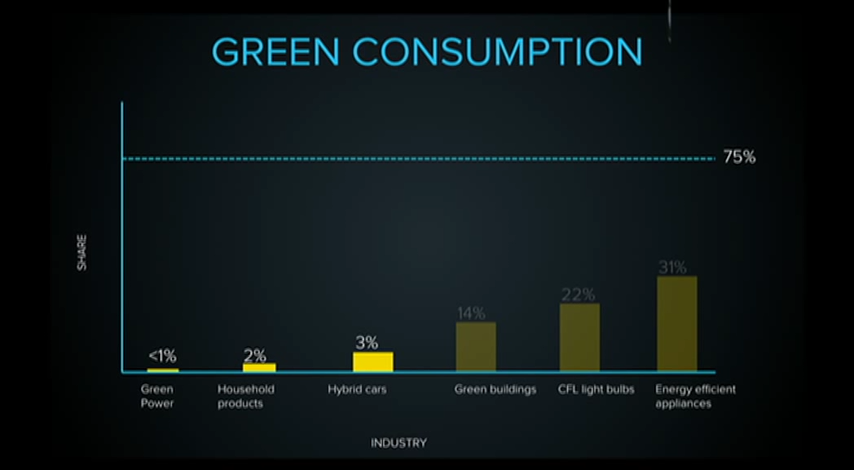 GREEN CONSUMPTION
75%
SHARE
31%
22%
14%
3%
2%
<1%
Green
Power
Household
products
Hybrid cars
Green buildings
CFL light bulbs
Energy efficient
appliances
INDUSTRY